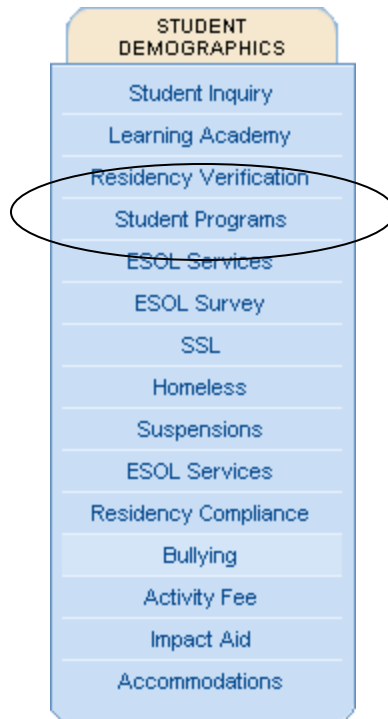 STUDENT
DEMOGRAPHICS
Student Inquiry
Learning Academy
Residency Verification
Student Programs
ESOL Services
ESOL Survey
SSL
Homeless
Suspensions
ESOL Services
Residency Compliance
Bullying
Activity Fee
Impact Aid
Accommodations